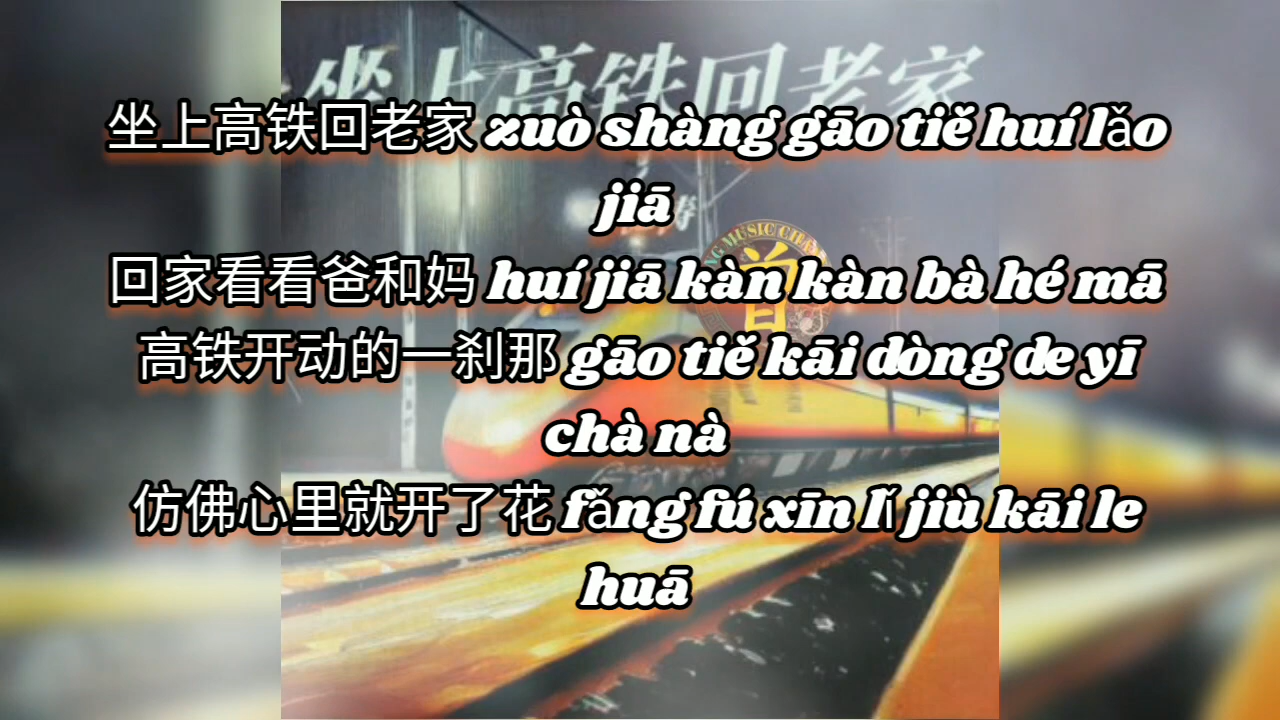 坐上高铁回老家
坐上高铁回老家 zuò shàng gāo tiě huí lǎo
jiā
回家看看爸和妈 huí jiā kàn kàn bà hé mā
高铁开动的一刹那 gāo tiě kāi dòng de yī
chà nà
仿佛心里就开了花 fǎng fú xīn lǐ jiù kāi le
huā